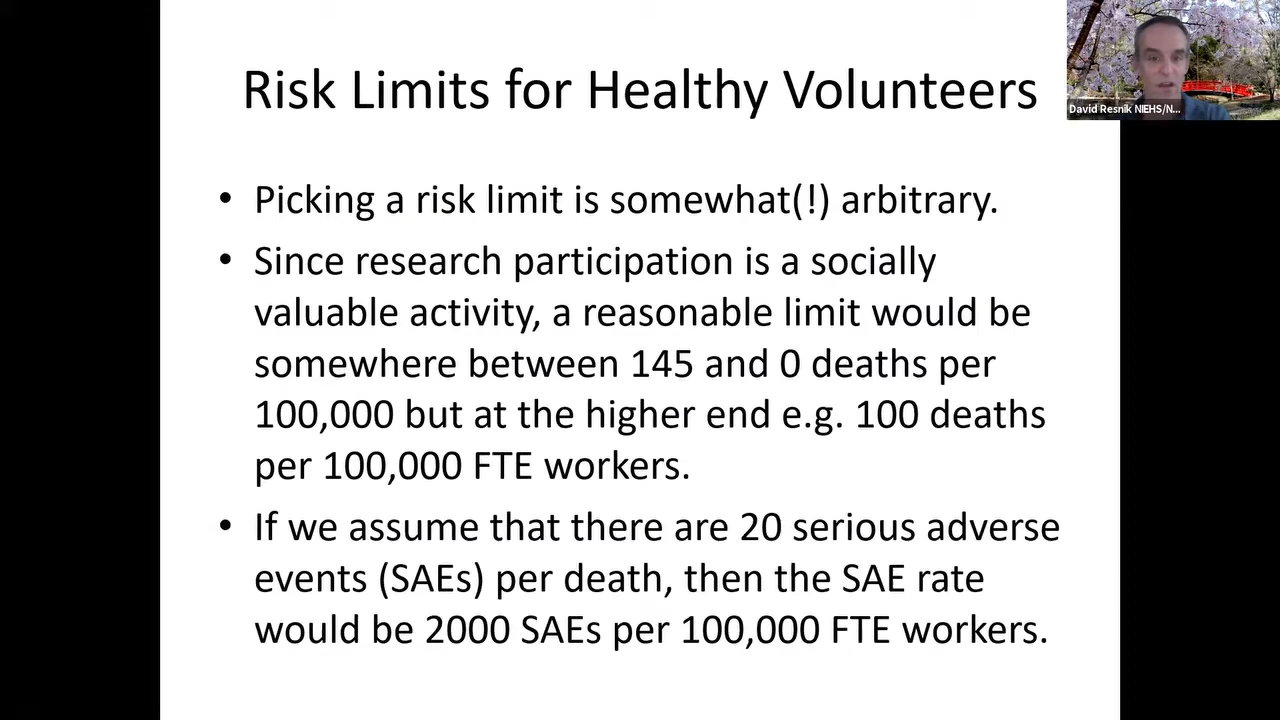 Risk Limits for Healthy Volunteers
David Resnik NIEHS/N...
• Picking a risk limit is somewhat(!) arbitrary.
• Since research participation is a socially
valuable activity, a reasonable limit would be
somewhere between 145 and 0 deaths per
100,000 but at the higher end e.g. 100 deaths
per 100,000 FTE workers.
• If we assume that there are 20 serious adverse
events (SAEs) per death, then the SAE rate
would be 2000 SAEs per 100,000 FTE workers.